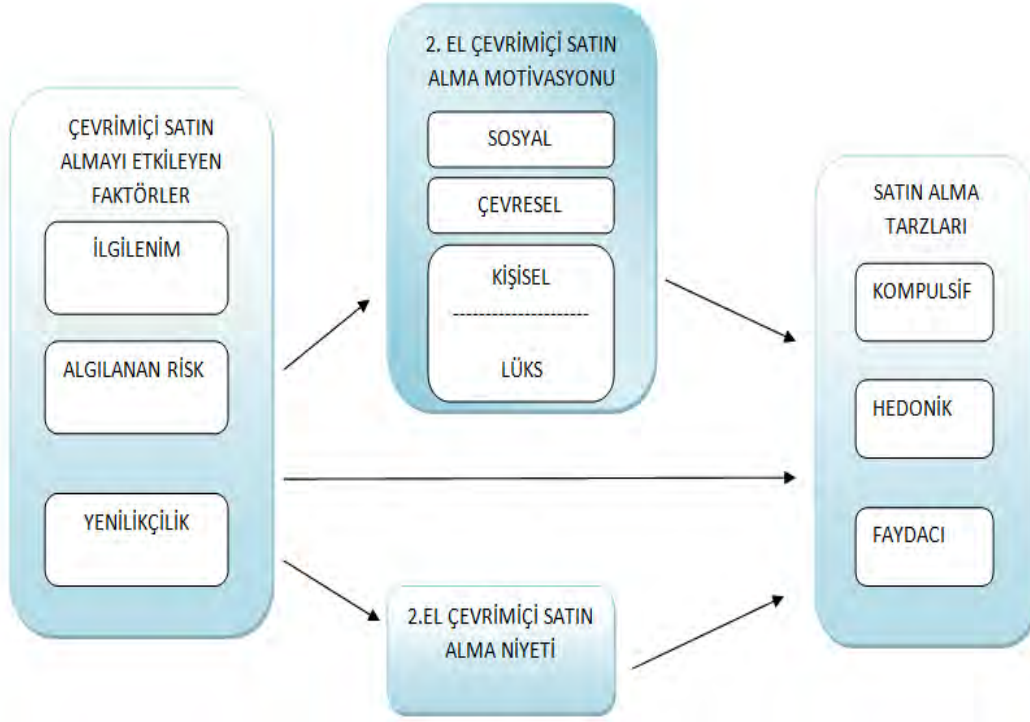 ÇEVRİMİÇİ SATIN
ALMAYI ETKİLEYEN
FAKTÖRLER
İLGİLENİM
ALGILANAN RİSK
YENİLİKÇİLİK
2. EL ÇEVRİMİÇİ SATIN
ALMA MOTİVASYONU
SOSYAL
ÇEVRESEL
KİŞİSEL
----------------------
LÜKS
2.EL ÇEVRİMİÇİ SATIN
ALMA NİYETİ
SATIN ALMA
TARZLARI
KOMPULSİF
HEDONİK
FAYDACI